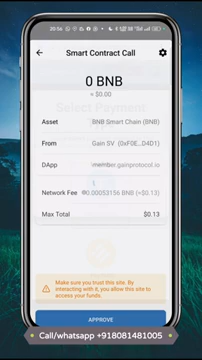 20:56
Smart Contract Call
0 BNB
≈ $0.00
Select Payment
Asset BNB Smart Chain (BNB)
From Gain SV (0xF0E...D4D1)
DApp member.gainprotocol.io
Network Fee 0.00053156 BNB (≈$0.13)
Max Total $0.13
Make sure you trust this site. By
interacting with it, you allow this site to
access your funds.
APPROVE
Call/whatsapp +918081481005